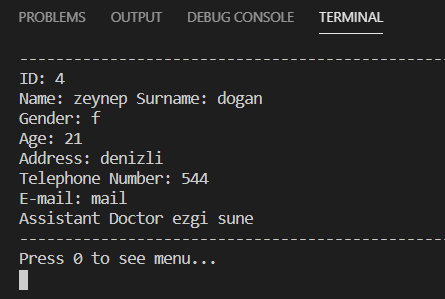 PROBLEMS OUTPUT DEBUG CONSOLE TERMINAL
-----------------------------------------------
ID: 4
Name: zeynep Surname: dogan
Gender: f
Age: 21
Address: denizli
Telephone Number: 544
E-mail: mail
Assistant Doctor ezgi sune
-----------------------------------------------
Press 0 to see menu...